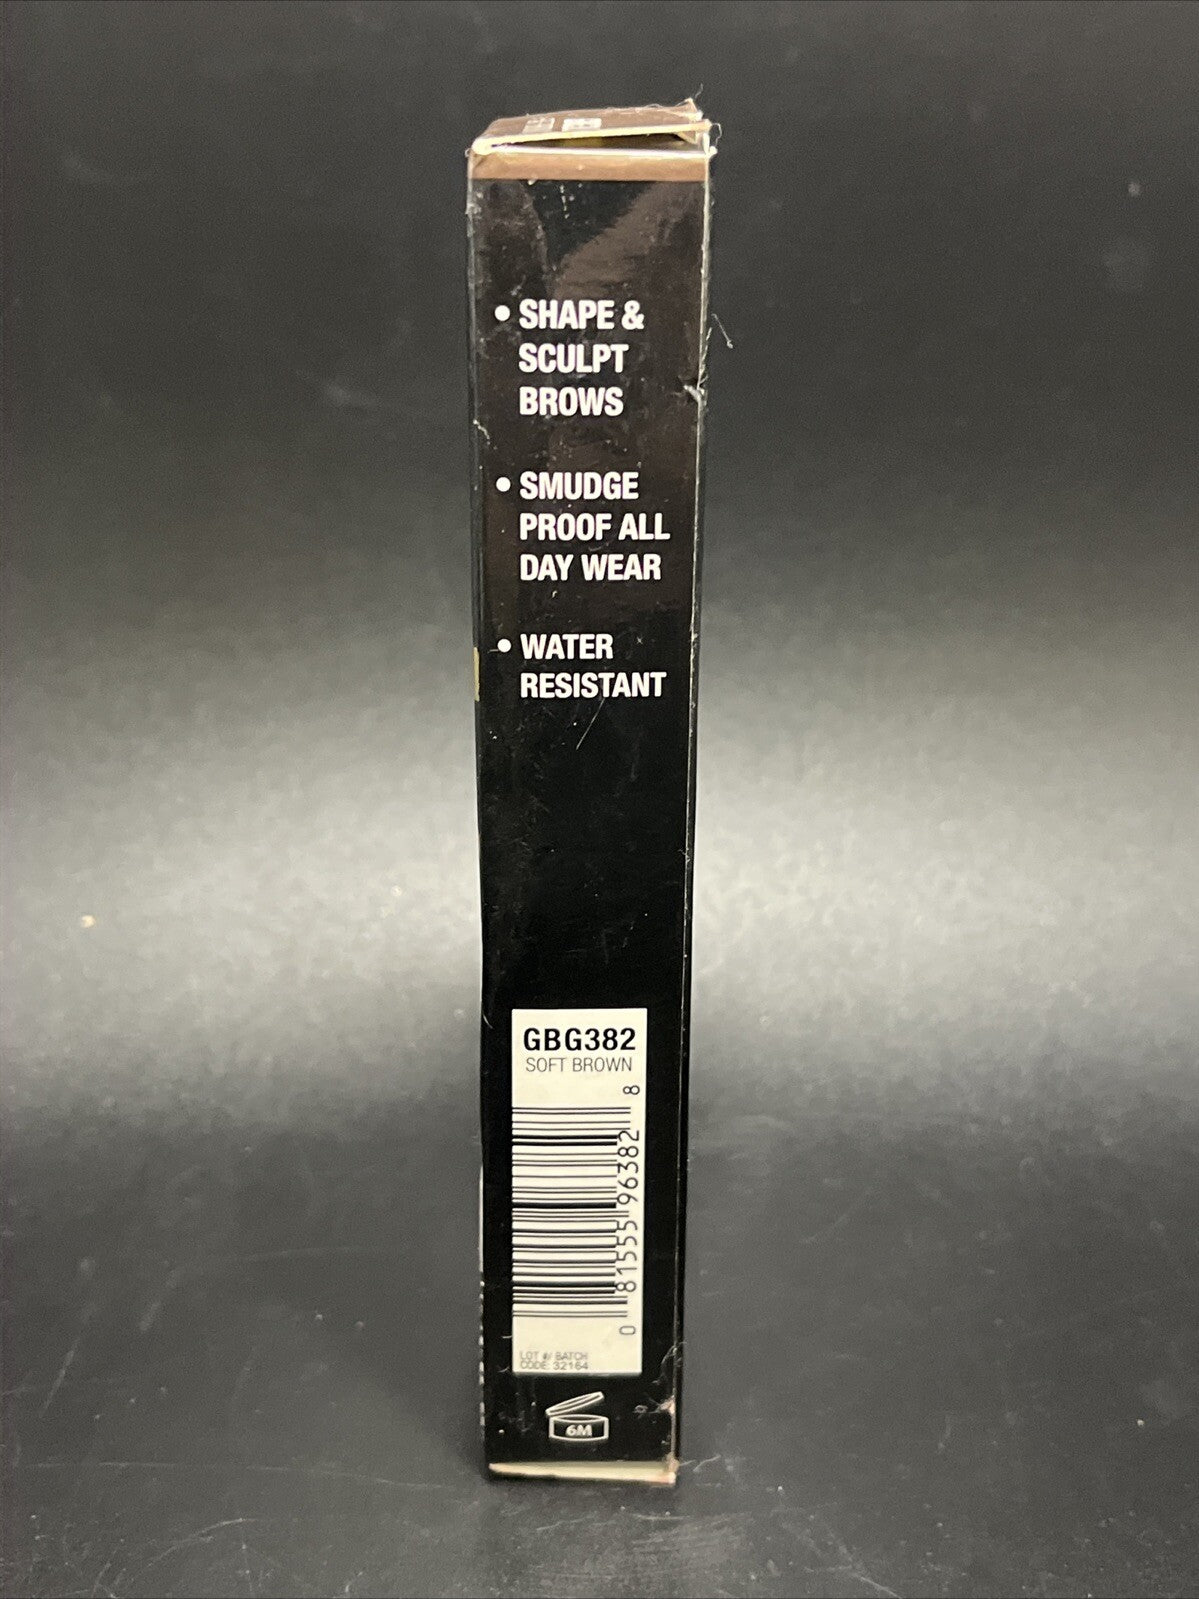 • SHAPE &
SCULPT
BROWS
• SMUDGE
PROOF ALL
DAY WEAR
• WATER
RESISTANT
GBG382
SOFT BROWN
0 81555 96382 8
LOT #/ BATCH
CODE: 32164
6M